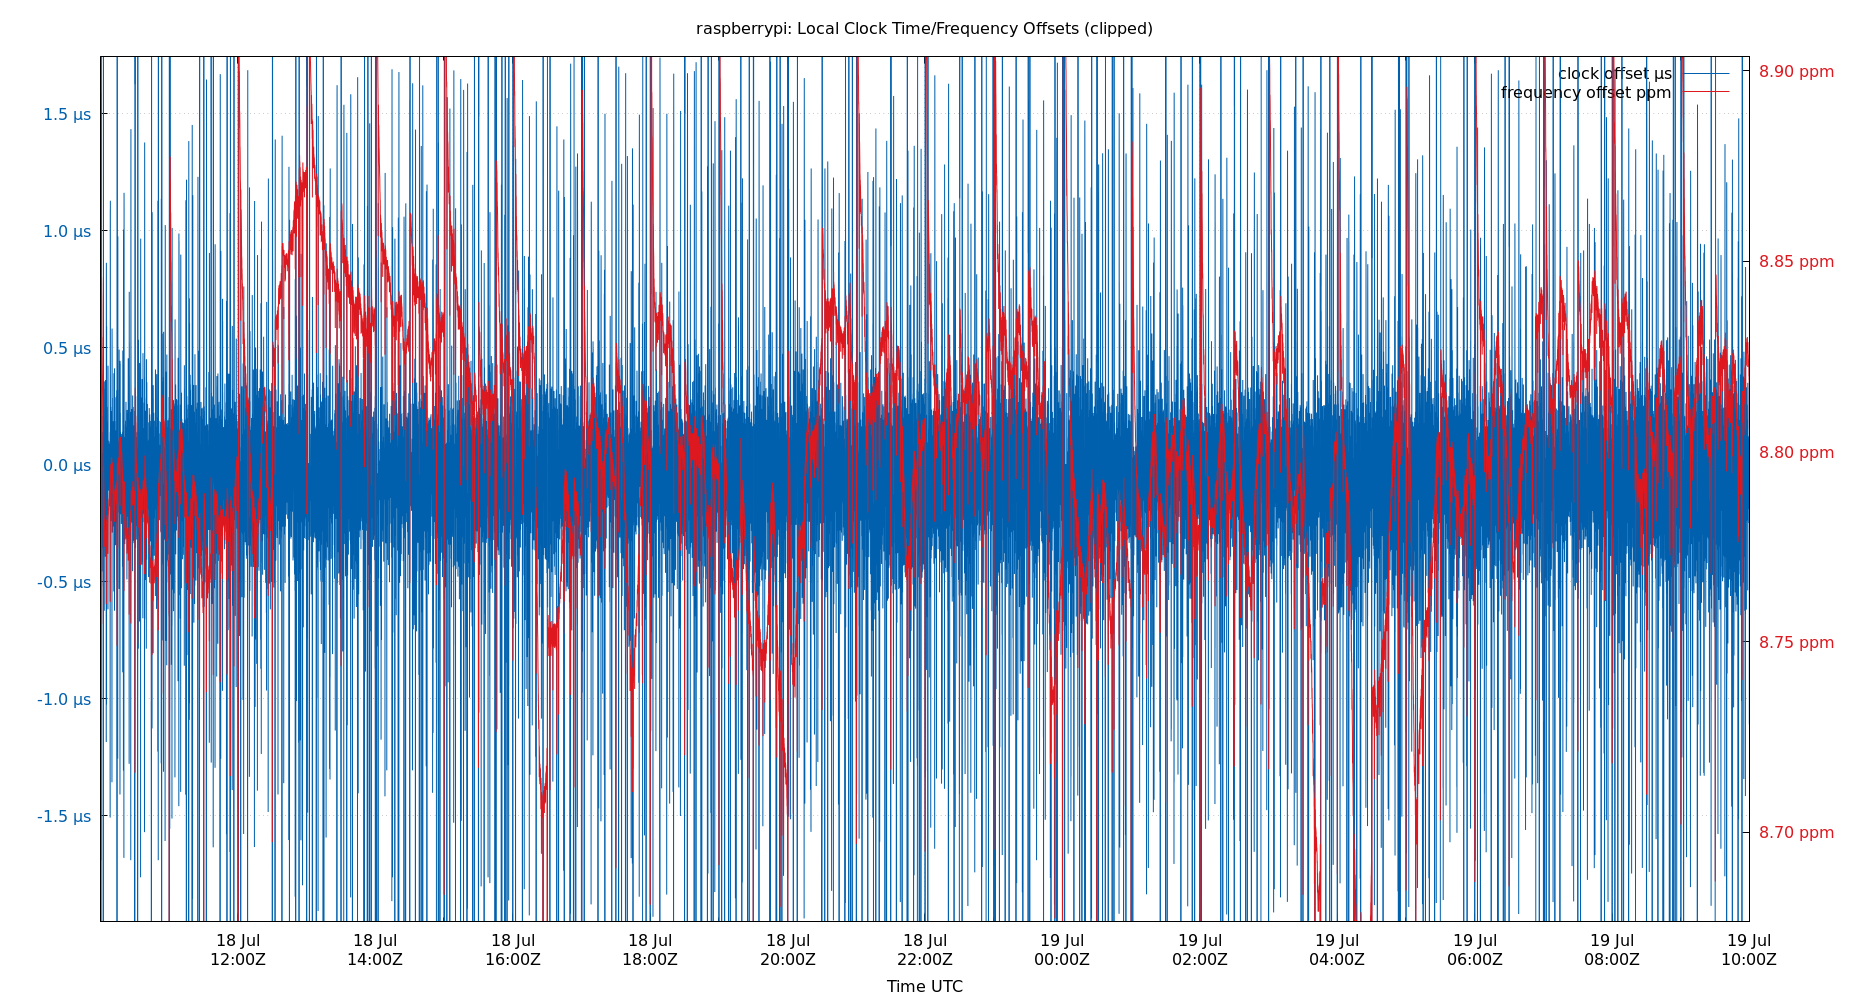 raspberrypi: Local Clock Time/Frequency Offsets (clipped)
clock offset µs
frequency offset ppm
1.5 µs
1.0 µs
0.5 µs
0.0 µs
-0.5 µs
-1.0 µs
-1.5 µs
8.90 ppm
8.85 ppm
8.80 ppm
8.75 ppm
8.70 ppm
18 Jul 18 Jul 18 Jul 18 Jul 18 Jul 18 Jul 19 Jul 19 Jul 19 Jul 19 Jul 19 Jul 19 Jul
12:00Z 14:00Z 16:00Z 18:00Z 20:00Z 22:00Z 00:00Z 02:00Z 04:00Z 06:00Z 08:00Z 10:00Z
Time UTC